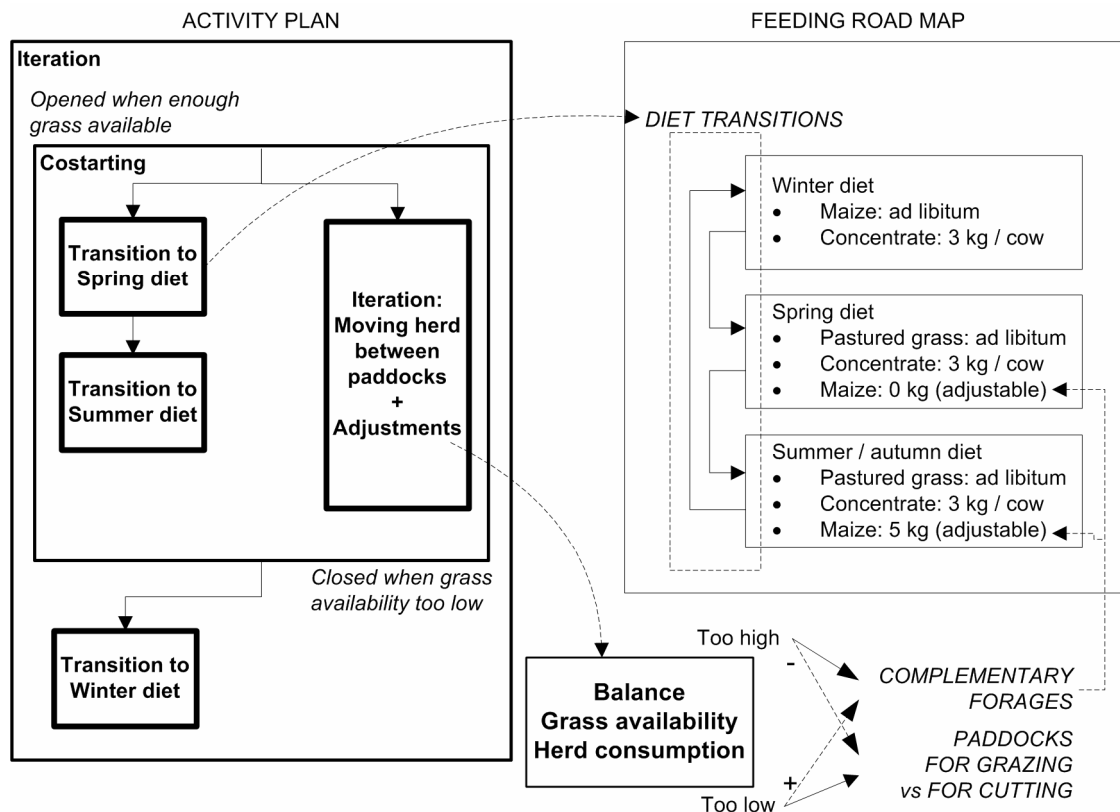 ACTIVITY PLAN
Iteration
Opened when enough
grass available
Costarting
Transition to
Spring diet
Transition to
Summer diet
Iteration:
Moving herd
between
paddocks
+
Adjustments
Closed when grass
availability too low
Transition to
Winter diet
FEEDING ROAD MAP
DIET TRANSITIONS
Winter diet
• Maize: ad libitum
• Concentrate: 3 kg / cow
Spring diet
• Pastured grass: ad libitum
• Concentrate: 3 kg / cow
• Maize: 0 kg (adjustable)
Summer / autumn diet
• Pastured grass: ad libitum
• Concentrate: 3 kg / cow
• Maize: 5 kg (adjustable)
Balance
Grass availability
Herd consumption
Too high
-
+
Too low
COMPLEMENTARY
FORAGES
PADDOCKS
FOR GRAZING
vs FOR CUTTING